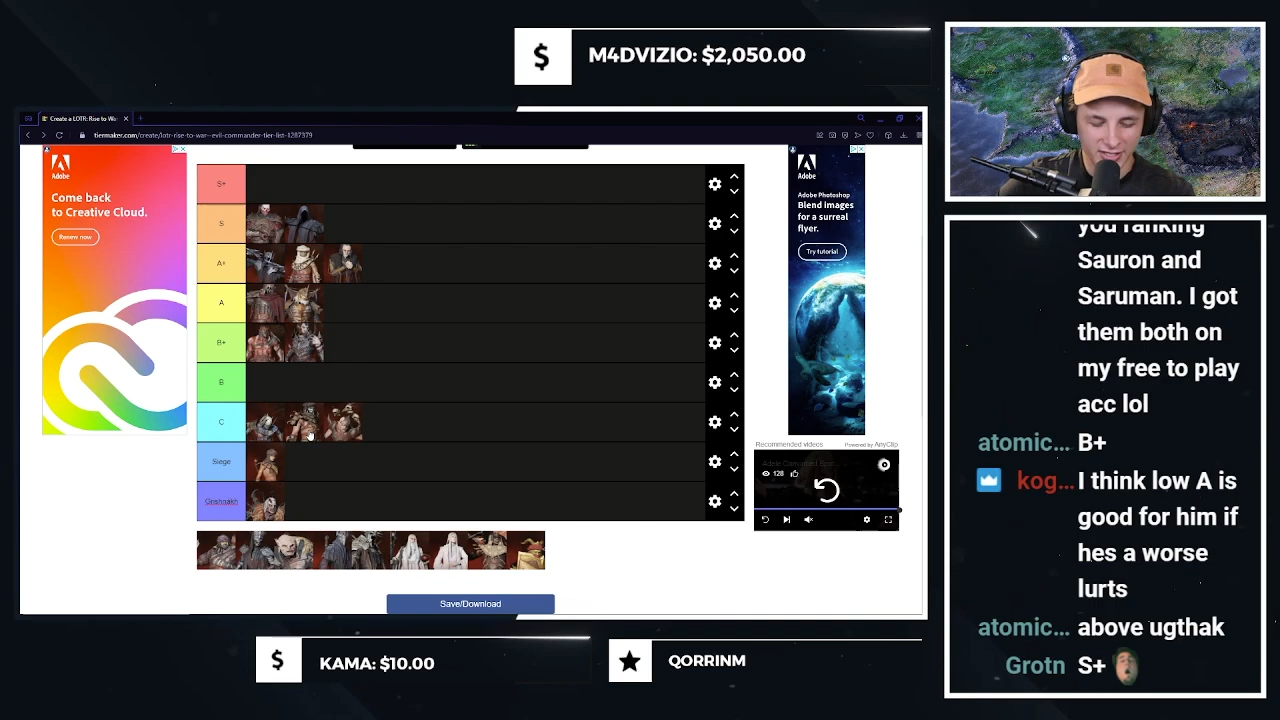 M4DVIZIO: $2,050.00
Create a LOTR: Rise to Wa
tiermaker.com/create/lotr-rise-to-war--evil-commander-tier-list-1287379
Adobe
Come back
to Creative Cloud.
Renew now
S+
S
A+
A
B+
B
C
Siege
Grishnakh
Adobe
Adobe Photoshop
Blend images
for a surreal
flyer.
Try tutorial
Recommended videos
Powered by AnyClip
128
Save/Download
you ranking
Sauron and
Saruman. I got
them both on
my free to play
acc lol
atomic... B+
kog... I think low A is
good for him if
hes a worse
lurts
atomic... above ugthak
Grotn S+
KAMA: $10.00
QORRINM